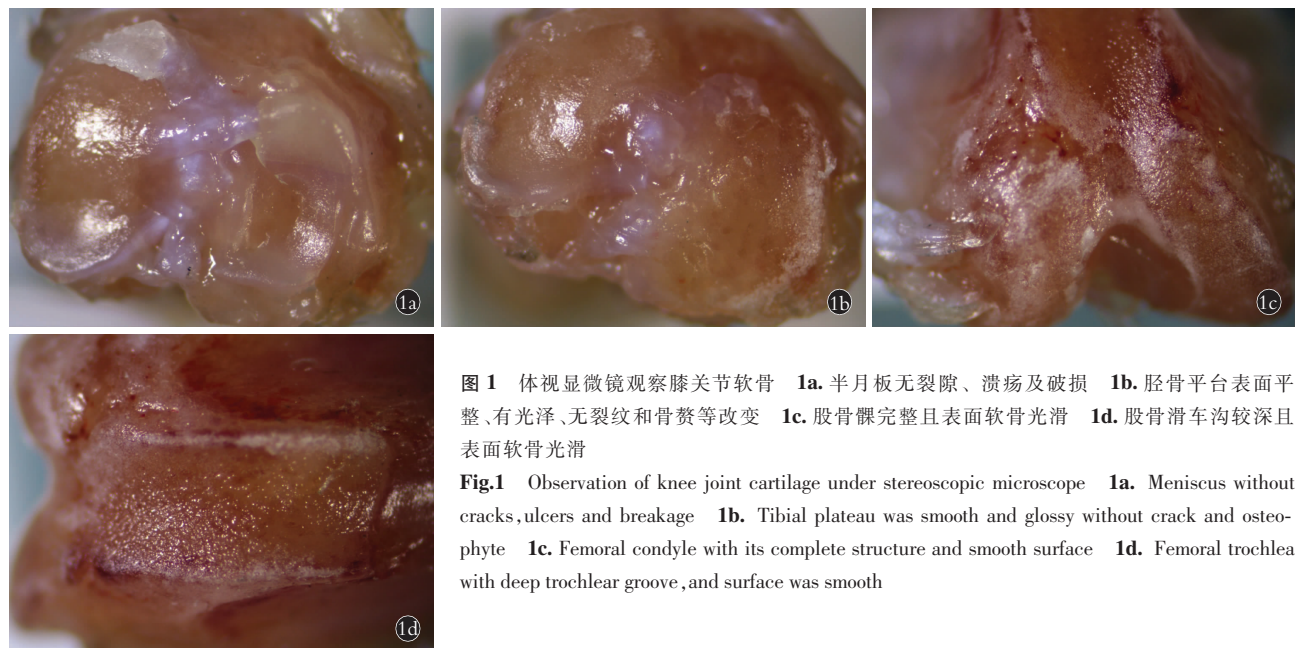 1a
1b
1c
1d
图 1 体视显微镜观察膝关节软骨 1a. 半月板无裂隙、溃疡及破损 1b. 胫骨平台表面平
整、有光泽、无裂纹和骨赘等改变 1c. 股骨髁完整且表面软骨光滑 1d. 股骨滑车沟较深且
表面软骨光滑
Fig.1 Observation of knee joint cartilage under stereoscopic microscope 1a. Meniscus without
cracks,ulcers and breakage 1b. Tibial plateau was smooth and glossy without crack and osteo-
phyte 1c. Femoral condyle with its complete structure and smooth surface 1d. Femoral trochlea
with deep trochlear groove,and surface was smooth